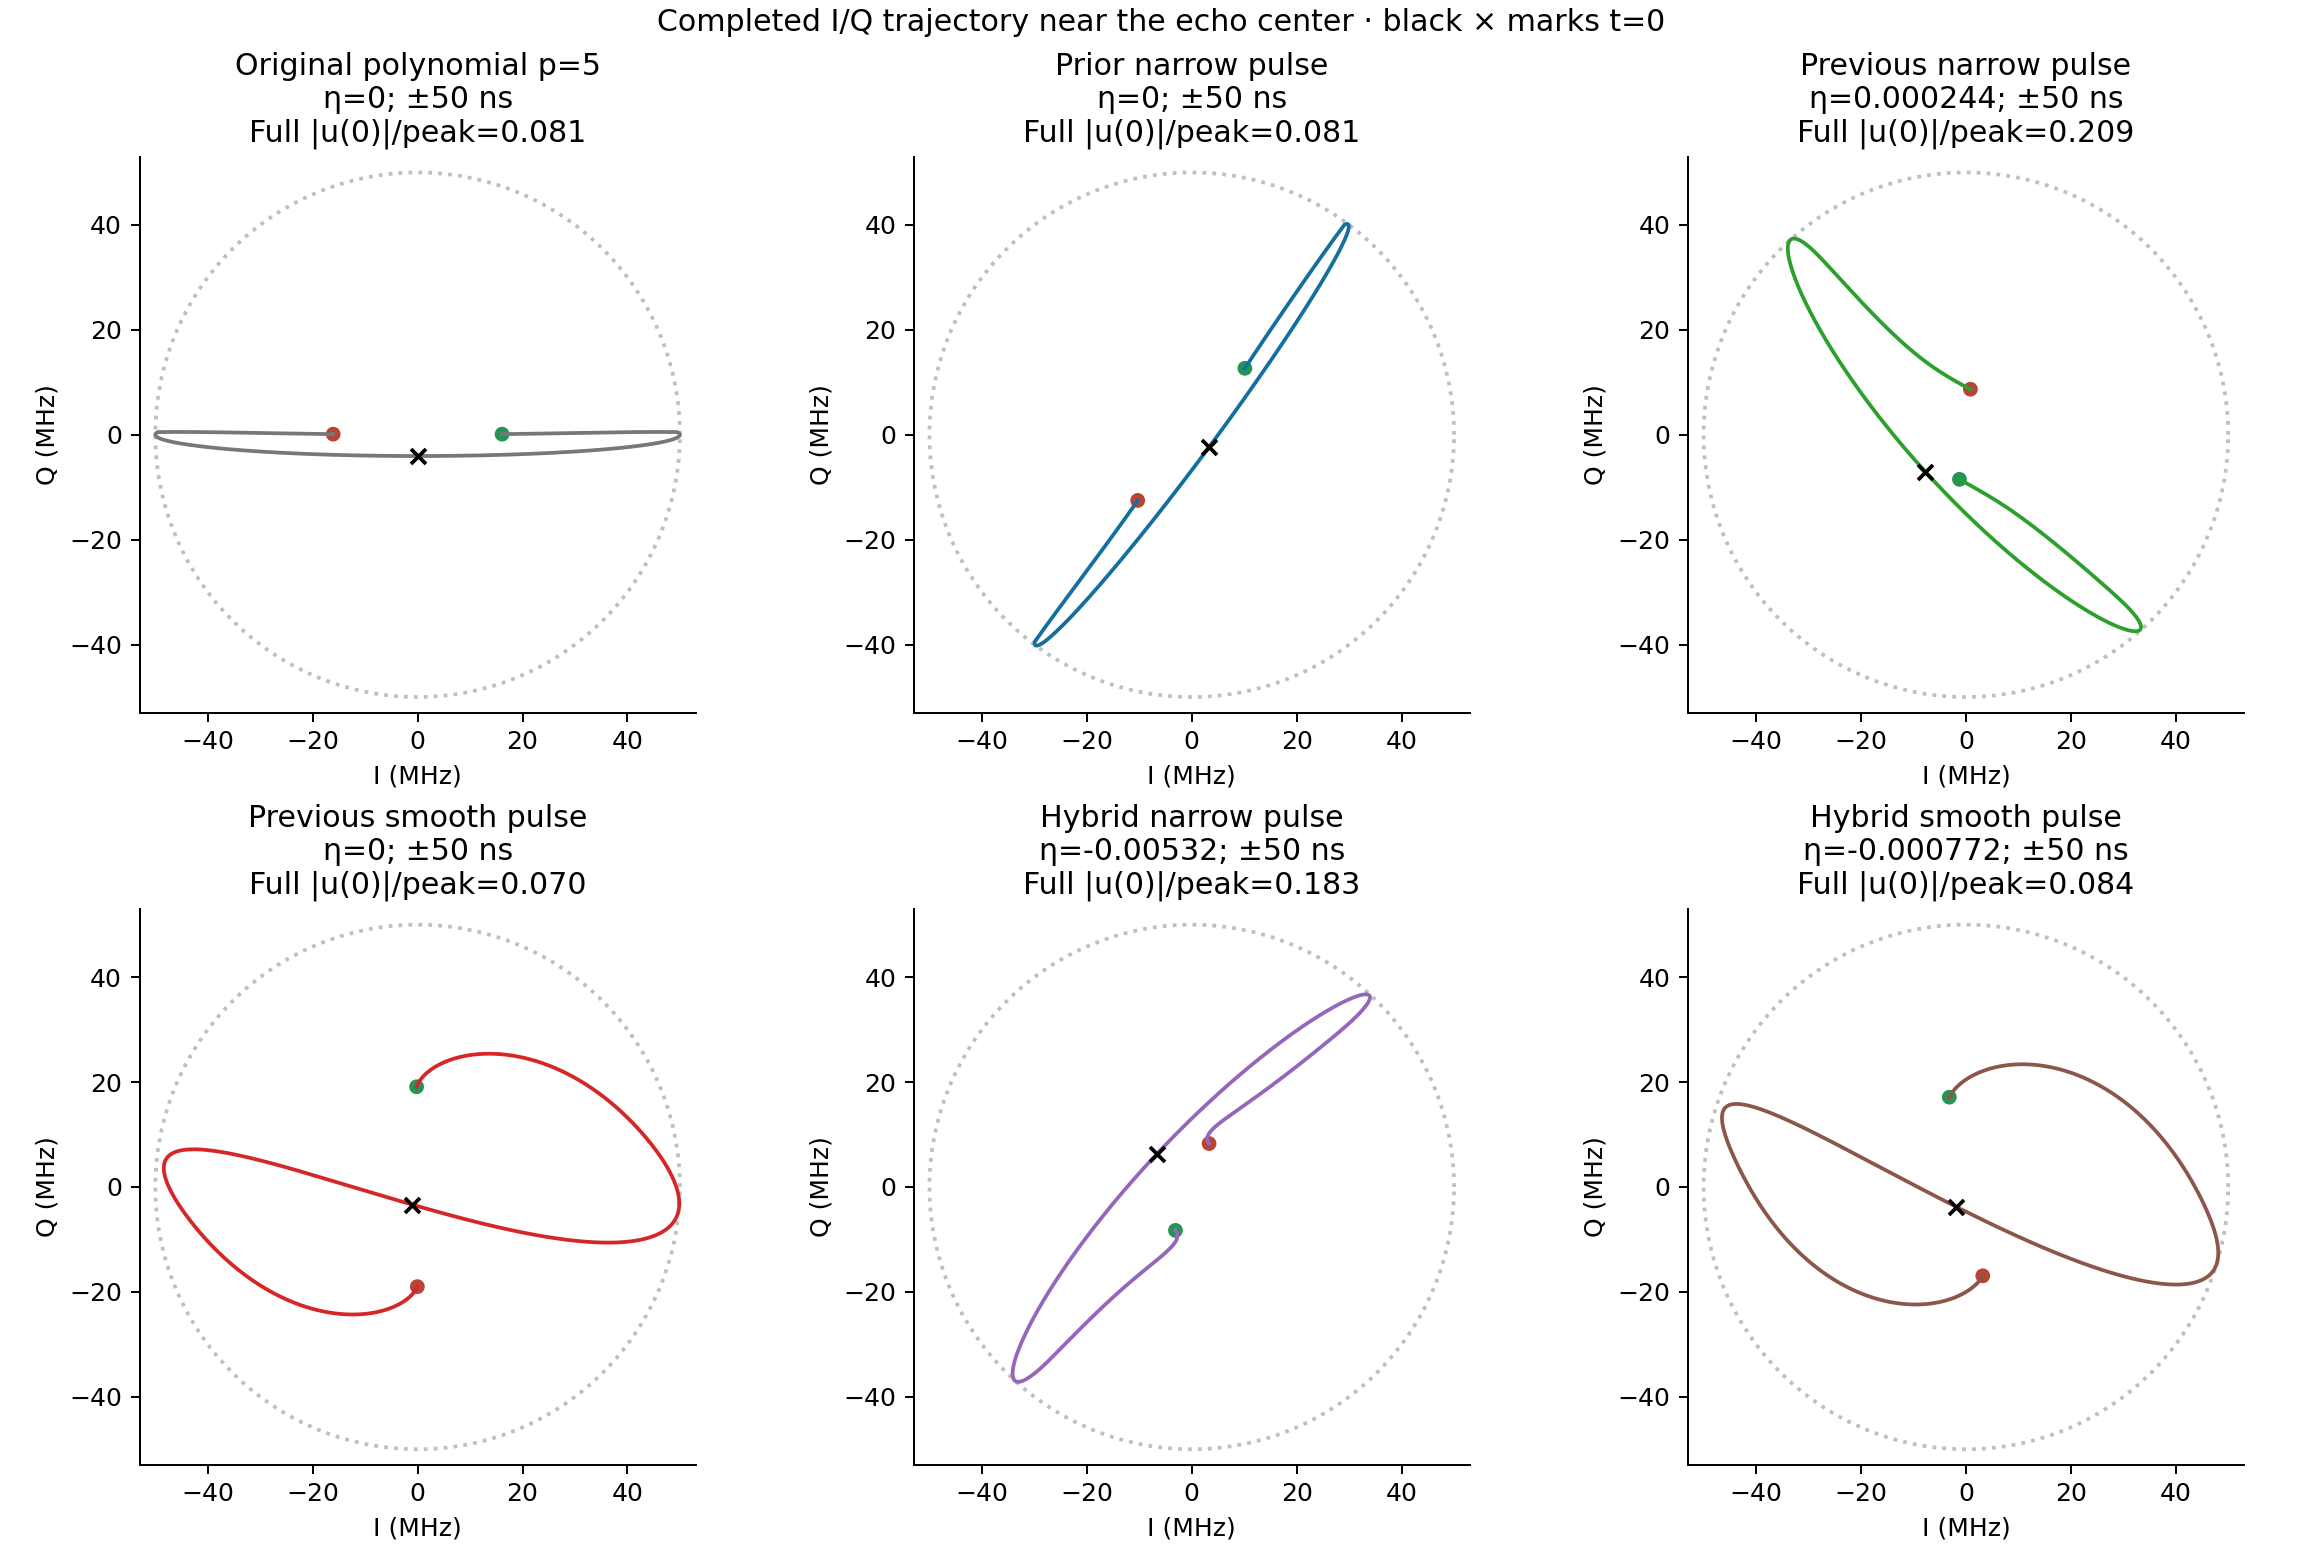 Completed I/Q trajectory near the echo center · black × marks t=0
Original polynomial p=5
η=0; ±50 ns
Full |u(0)|/peak=0.081
40
20
0
−20
−40
Q (MHz)
−40 −20 0 20 40
I (MHz)
Prior narrow pulse
η=0; ±50 ns
Full |u(0)|/peak=0.081
40
20
0
−20
−40
Q (MHz)
−40 −20 0 20 40
I (MHz)
Previous narrow pulse
η=0.000244; ±50 ns
Full |u(0)|/peak=0.209
40
20
0
−20
−40
Q (MHz)
−40 −20 0 20 40
I (MHz)
Previous smooth pulse
η=0; ±50 ns
Full |u(0)|/peak=0.070
40
20
0
−20
−40
Q (MHz)
−40 −20 0 20 40
I (MHz)
Hybrid narrow pulse
η=-0.00532; ±50 ns
Full |u(0)|/peak=0.183
40
20
0
−20
−40
Q (MHz)
−40 −20 0 20 40
I (MHz)
Hybrid smooth pulse
η=-0.000772; ±50 ns
Full |u(0)|/peak=0.084
40
20
0
−20
−40
Q (MHz)
−40 −20 0 20 40
I (MHz)